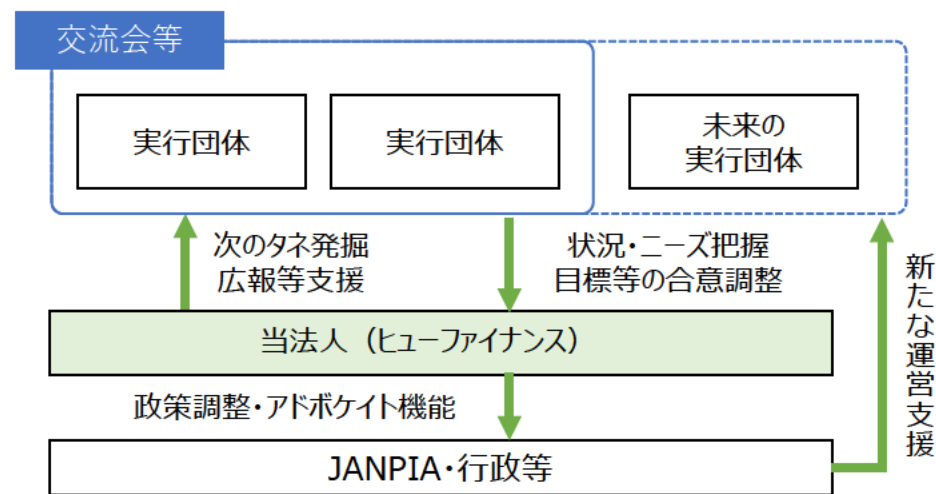 交流会等
実行団体
実行団体
未来の
実行団体
次のタネ発掘
広報等支援
状況・ニーズ把握
目標等の合意調整
新たな運営支援
当法人（ヒューファイナンス）
政策調整・アドボケイト機能
JANPIA・行政等